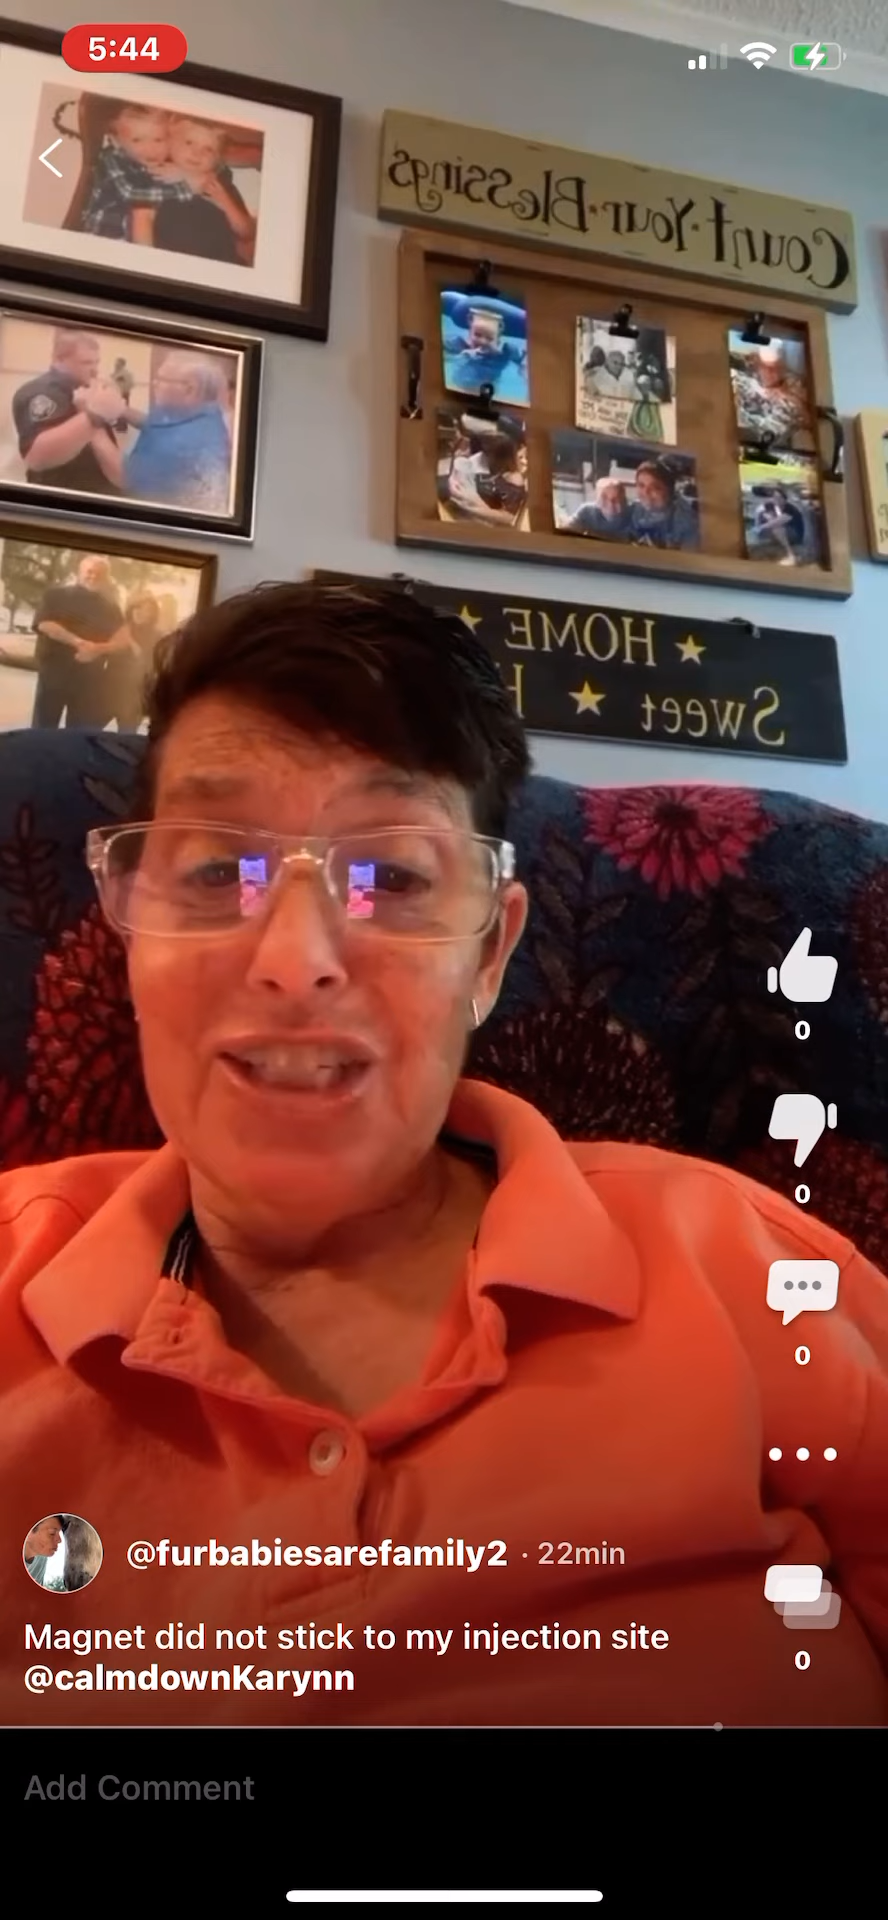 5:44
Count·Your·Blessings
HOME
Sweet H
0
0
0
@furbabiesarefamily2 · 22min
Magnet did not stick to my injection site
@calmdownKarynn
0
Add Comment